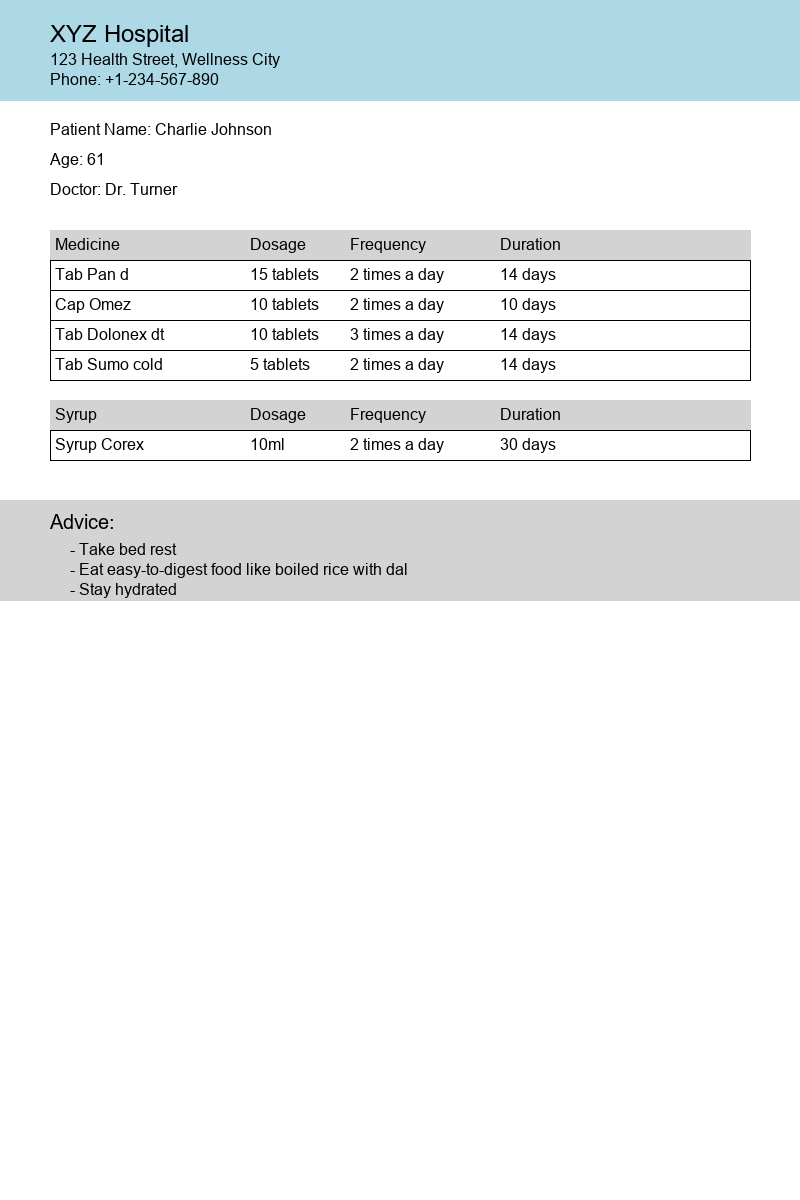 XYZ Hospital
123 Health Street, Wellness City
Phone: +1-234-567-890
Patient Name: Charlie Johnson
Age: 61
Doctor: Dr. Turner
Medicine Dosage Frequency Duration
Tab Pan d 15 tablets 2 times a day 14 days
Cap Omez 10 tablets 2 times a day 10 days
Tab Dolonex dt 10 tablets 3 times a day 14 days
Tab Sumo cold 5 tablets 2 times a day 14 days
Syrup Dosage Frequency Duration
Syrup Corex 10ml 2 times a day 30 days
Advice:
- Take bed rest
- Eat easy-to-digest food like boiled rice with dal
- Stay hydrated